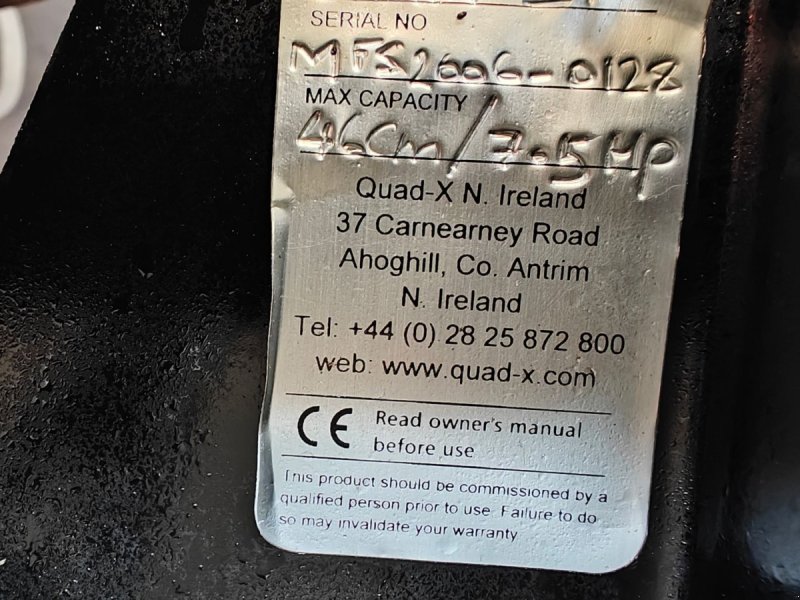 SERIAL NO
MFS2006-0128
MAX CAPACITY
46Cm/7.5HP
Quad-X N. Ireland
37 Carnearney Road
Ahoghill, Co. Antrim
N. Ireland
Tel: +44 (0) 28 25 872 800
web: www.quad-x.com
CE Read owner's manual
before use
This product should be commissioned by a
qualified person prior to use. Failure to do
so may invalidate your warranty